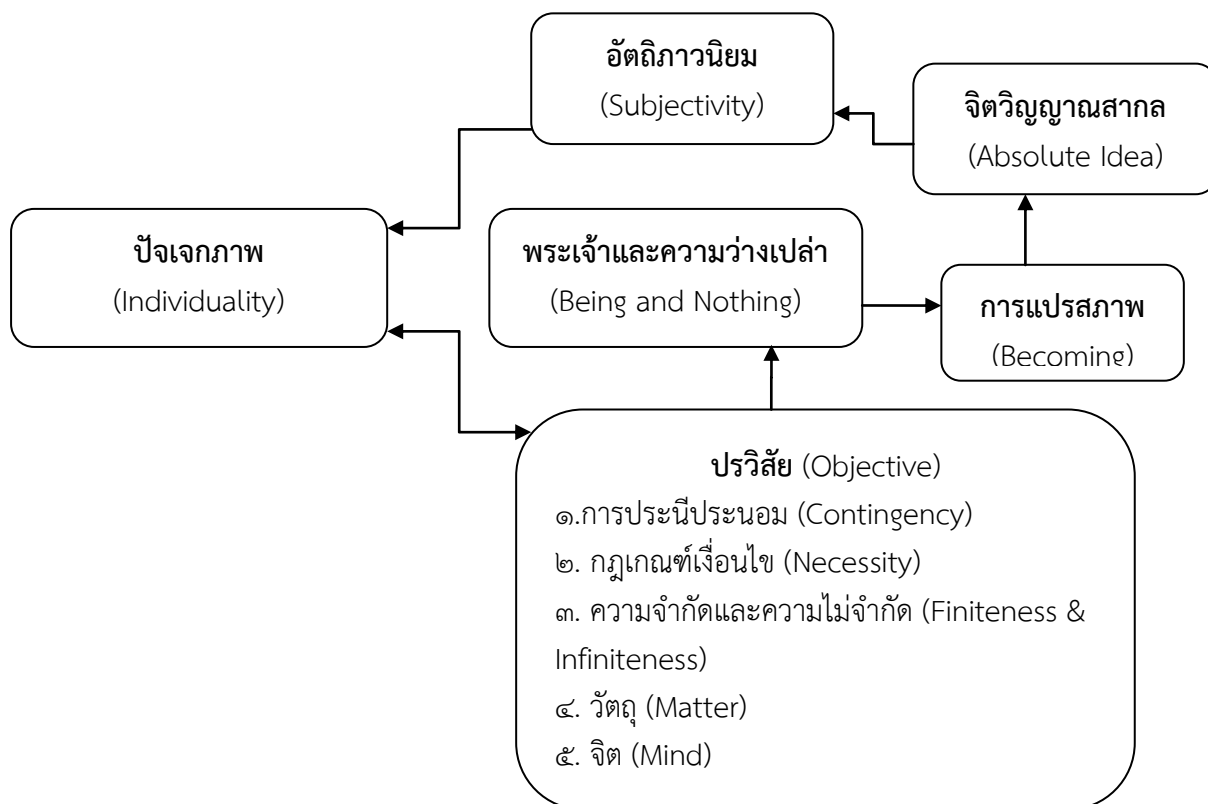 อัตถิภาวนิยม
(Subjectivity)
จิตวิญญาณสากล
(Absolute Idea)
ปัจเจกภาพ
(Individuality)
พระเจ้าและความว่างเปล่า
(Being and Nothing)
การแปรสภาพ
(Becoming)
ปรวิสัย (Objective)
๑.การประนีประนอม (Contingency)
๒. กฎเกณฑ์เงื่อนไข (Necessity)
๓. ความจำกัดและความไม่จำกัด (Finiteness &
Infiniteness)
๔. วัตถุ (Matter)
๕. จิต (Mind)